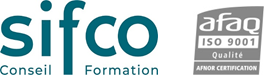 sifco
Conseil Formation
afaq
ISO 9001
Qualité
AFNOR CERTIFICATION